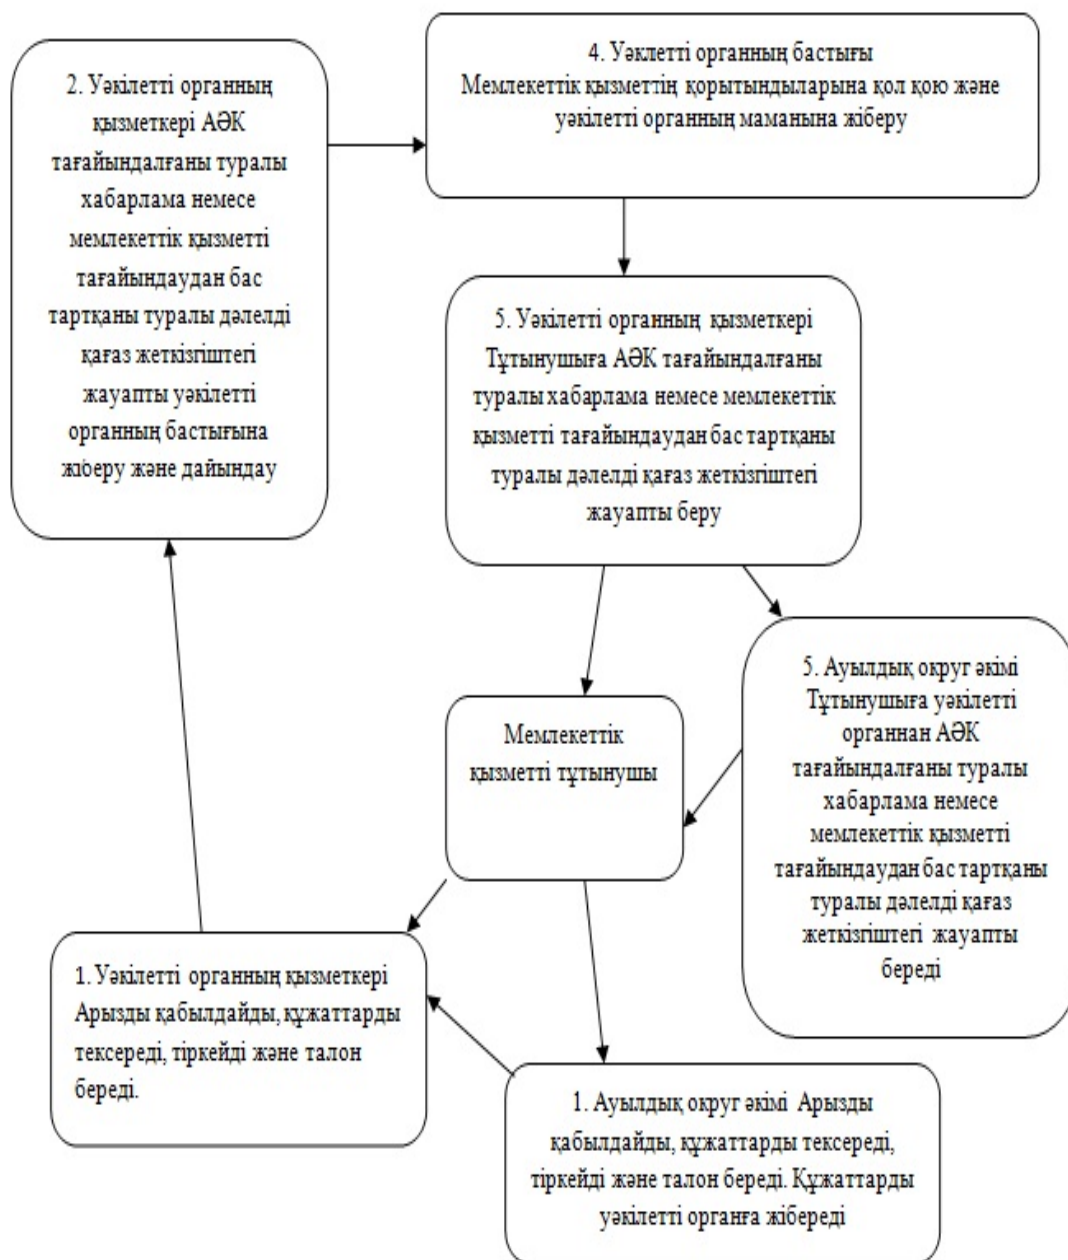 2. Уәкілетті органның
қызметкері АӘК
тағайындалғаны туралы
хабарлама немесе
мемлекеттік қызметті
тағайындаудан бас
тартқаны туралы дәлелді
қағаз жеткізгіштегі
жауапты уәкілетті
органның бастығына
жіберу және дайындау
4. Уәклетті органның бастығы
Мемлекеттік қызметтің қорытындыларына қол қою және
уәкілетті органның маманына жіберу
5. Уәкілетті органның қызметкері
Тұтынушыға АӘК тағайындалғаны
туралы хабарлама немесе мемлекеттік
қызметті тағайындаудан бас тартқаны
туралы дәлелді қағаз жеткізгіштегі
жауапты беру
5. Ауылдық округ әкімі
Тұтынушыға уәкілетті
органнан АӘК
тағайындалғаны туралы
хабарлама немесе
мемлекеттік қызметті
тағайындаудан бас тартқаны
туралы дәлелді қағаз
жеткізгіштегі жауапты
береді
Мемлекеттік
қызметті тұтынушы
1. Уәкілетті органның қызметкері
Арызды қабылдайды, құжаттарды
тексереді, тіркейді және талон
береді.
1. Ауылдық округ әкімі Арызды
қабылдайды, құжаттарды тексереді,
тіркейді және талон береді. Құжаттарды
уәкілетті органға жібереді